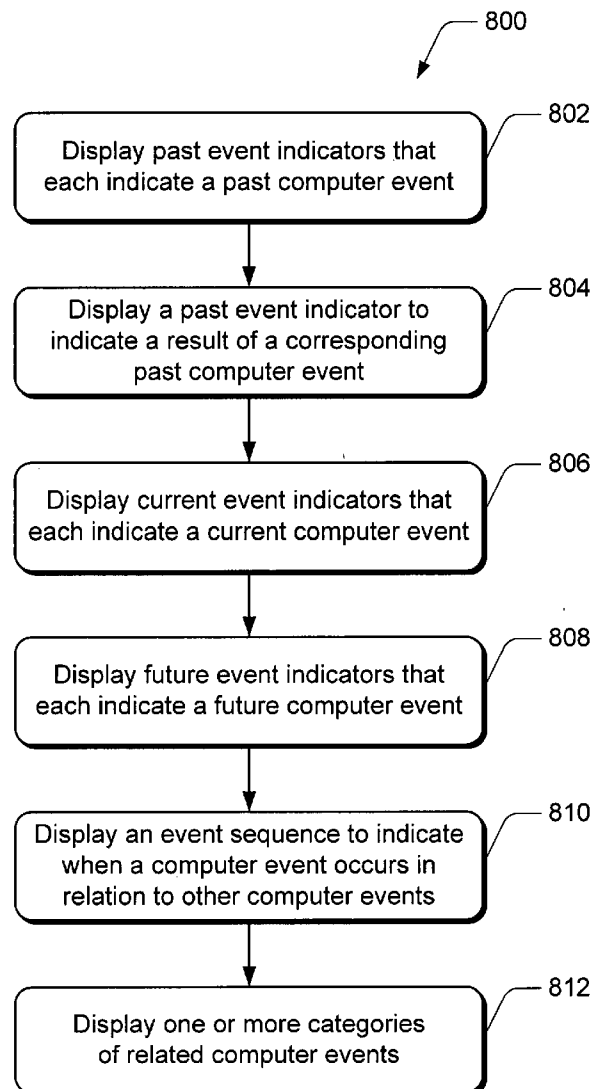 800
802
Display past event indicators that
each indicate a past computer event
804
Display a past event indicator to
indicate a result of a corresponding
past computer event
806
Display current event indicators that
each indicate a current computer event
808
Display future event indicators that
each indicate a future computer event
810
Display an event sequence to indicate
when a computer event occurs in
relation to other computer events
812
Display one or more categories
of related computer events